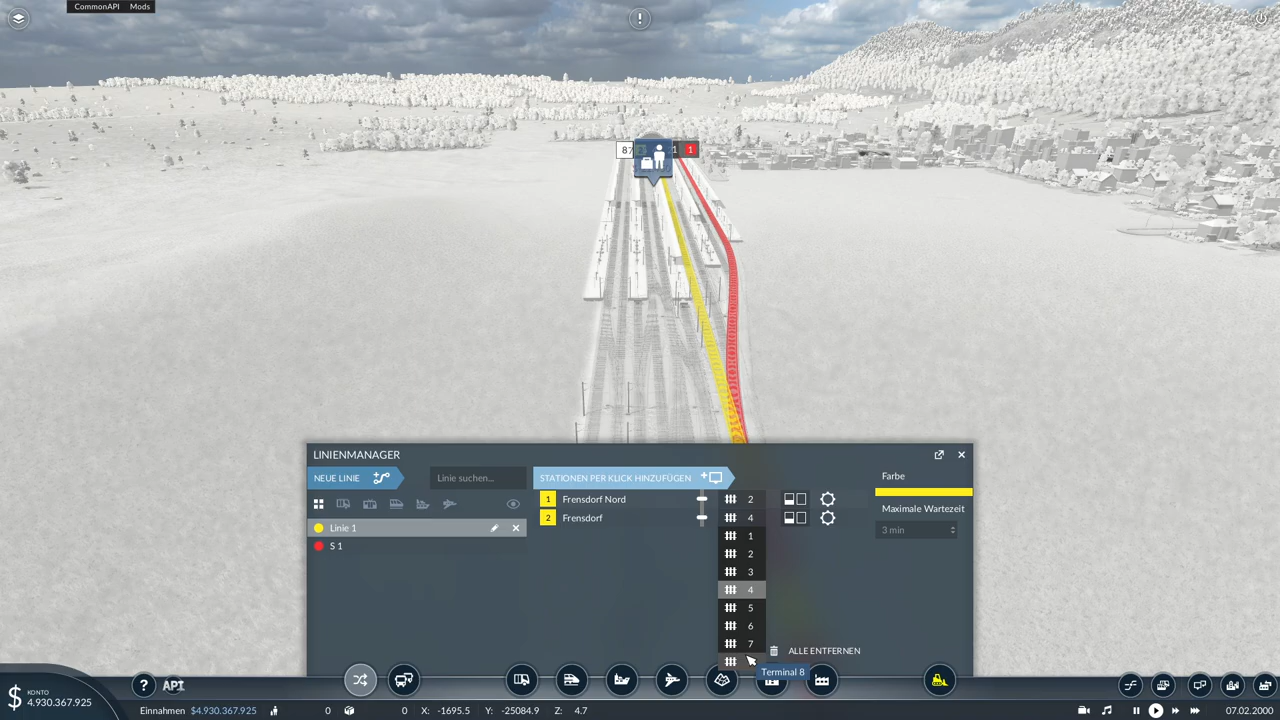 CommonAPI Mods
87
1 1
LINIENMANAGER
NEUE LINIE
Linie suchen...
STATIONEN PER KLICK HINZUFÜGEN
Farbe
1 Frensdorf Nord 2
Maximale Wartezeit
2 Frensdorf 4
Linie 1
3 min
S 1
1
2
3
4
5
6
7
ALLE ENTFERNEN
Terminal 8
$ KONTO
4.930.367.925
? API
Einnahmen $4.930.367.925 0 0 X: -1695.5 Y: -25084.9 Z: 4.7
07.02.2000